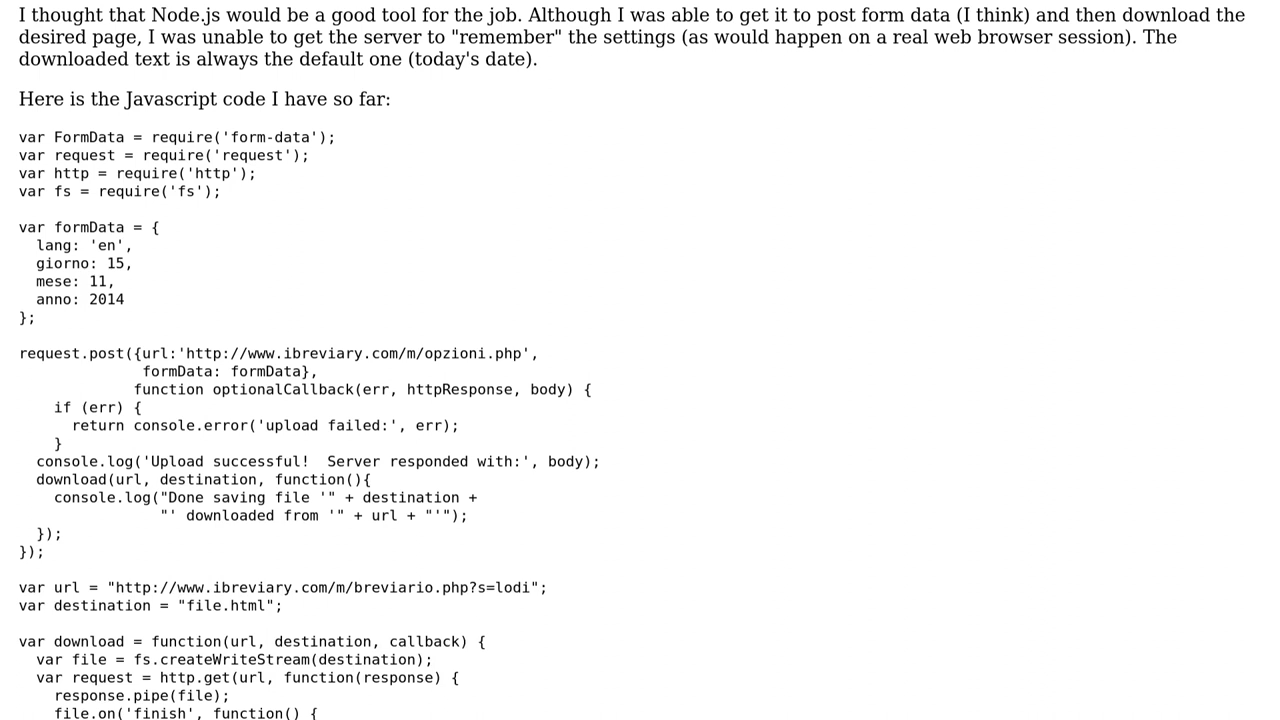 I thought that Node.js would be a good tool for the job. Although I was able to get it to post form data (I think) and then download the
desired page, I was unable to get the server to "remember" the settings (as would happen on a real web browser session). The
downloaded text is always the default one (today's date).
Here is the Javascript code I have so far:
var FormData = require('form-data');
var request = require('request');
var http = require('http');
var fs = require('fs');
var formData = {
  lang: 'en',
  giorno: 15,
  mese: 11,
  anno: 2014
};
request.post({url:'http://www.ibreviary.com/m/opzioni.php',
              formData: formData},
             function optionalCallback(err, httpResponse, body) {
    if (err) {
      return console.error('upload failed:', err);
    }
  console.log('Upload successful!  Server responded with:', body);
  download(url, destination, function(){
    console.log("Done saving file '" + destination +
                "' downloaded from '" + url + "'");
  });
});
var url = "http://www.ibreviary.com/m/breviario.php?s=lodi";
var destination = "file.html";
var download = function(url, destination, callback) {
  var file = fs.createWriteStream(destination);
  var request = http.get(url, function(response) {
    response.pipe(file);
    file.on('finish', function() {